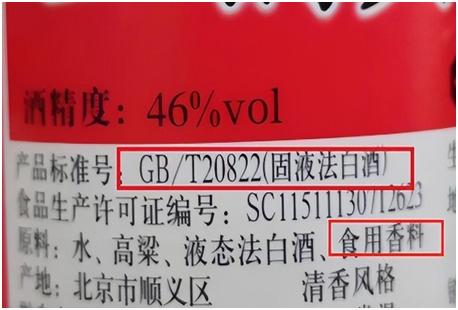 酒精度：46%vol
产品标准号：GB/T20822(固液法白酒)
食品生产许可证编号：SC11511130712623
原料：水、高粱、液态法白酒、食用香料
产地：北京市顺义区 清香风格